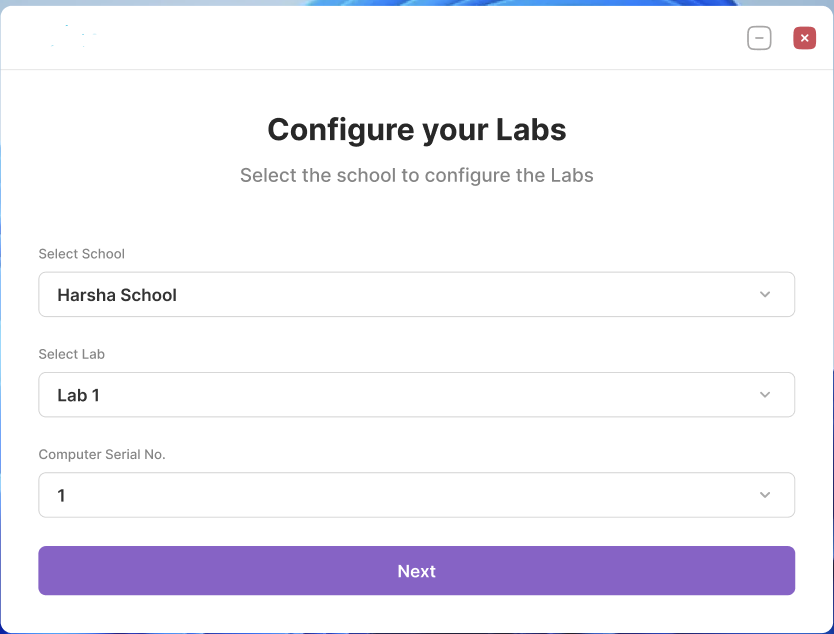 Configure your Labs
Select the school to configure the Labs
Select School
Harsha School
Select Lab
Lab 1
Computer Serial No.
1
Next